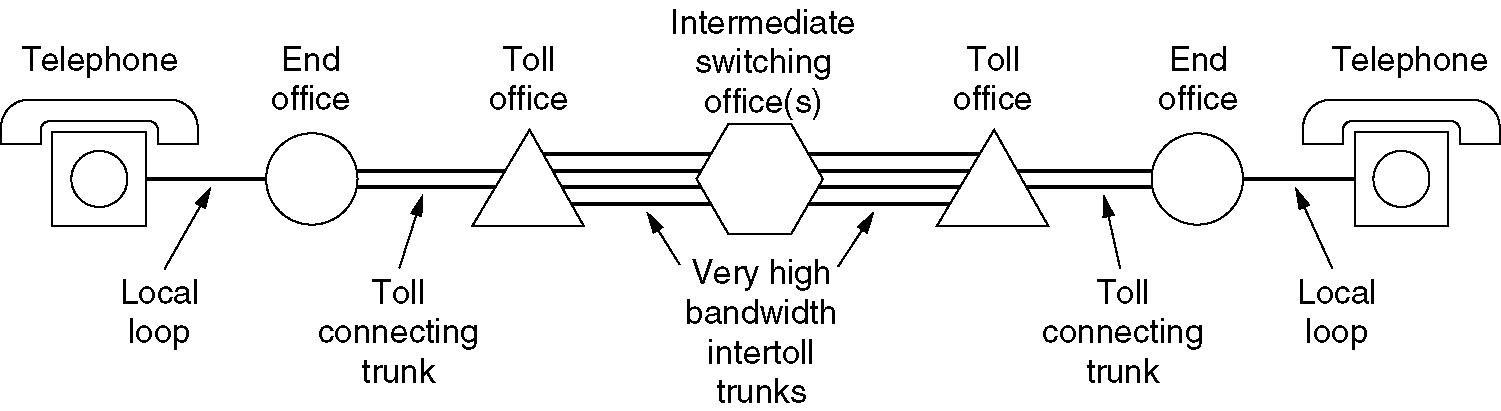 Telephone
End
office
Toll
office
Intermediate
switching
office(s)
Toll
office
End
office
Telephone
Local
loop
Toll
connecting
trunk
Very high
bandwidth
intertoll
trunks
Toll
connecting
trunk
Local
loop